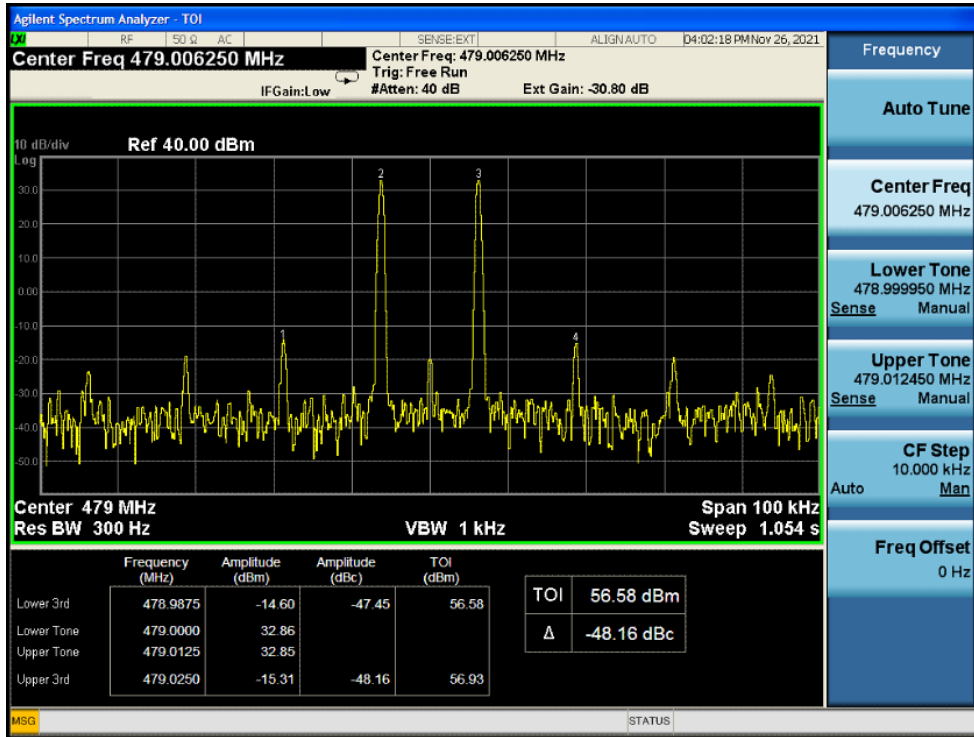 Agilent Spectrum Analyzer - TOI
LXI RF 50 Ω AC SENSE:EXT ALIGN AUTO 04:02:18 PM Nov 26, 2021
Center Freq 479.006250 MHz
Center Freq: 479.006250 MHz
Trig: Free Run
IFGain:Low #Atten: 40 dB Ext Gain: -30.80 dB
10 dB/div Ref 40.00 dBm
Log
2 3
30.0
20.0
10.0
0.00
-10.0
1 4
-20.0
-30.0
-40.0
-50.0
Center 479 MHz Span 100 kHz
Res BW 300 Hz VBW 1 kHz Sweep 1.054 s
Frequency Amplitude Amplitude TOI
(MHz) (dBm) (dBc) (dBm)
Lower 3rd 478.9875 -14.60 -47.45 56.58
Lower Tone 479.0000 32.86
Upper Tone 479.0125 32.85
Upper 3rd 479.0250 -15.31 -48.16 56.93
TOI 56.58 dBm
Δ -48.16 dBc
Frequency
Auto Tune
Center Freq
479.006250 MHz
Lower Tone
478.999950 MHz
Sense Manual
Upper Tone
479.012450 MHz
Sense Manual
CF Step
10.000 kHz
Auto Man
Freq Offset
0 Hz
MSG STATUS